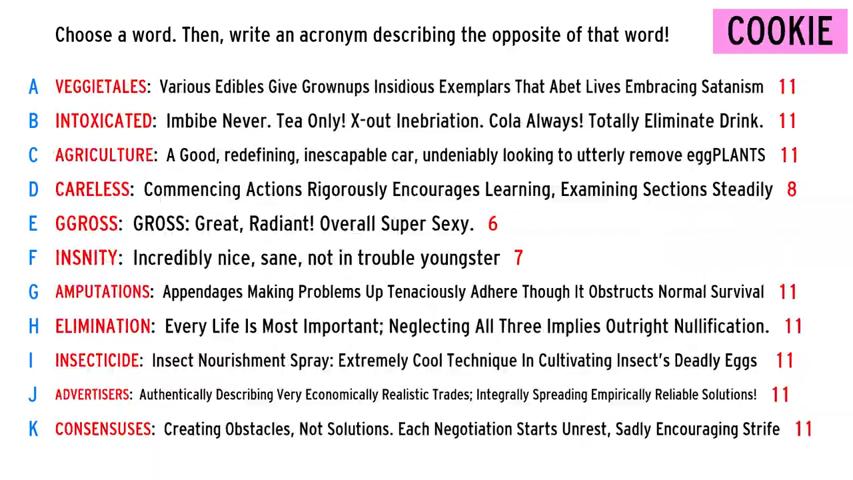 Choose a word. Then, write an acronym describing the opposite of that word!
COOKIE
A VEGGIETALES: Various Edibles Give Grownups Insidious Exemplars That Abet Lives Embracing Satanism 11
B INTOXICATED: Imbibe Never. Tea Only! X-out Inebriation. Cola Always! Totally Eliminate Drink. 11
C AGRICULTURE: A Good, redefining, inescapable car, undeniably looking to utterly remove eggPLANTS 11
D CARELESS: Commencing Actions Rigorously Encourages Learning, Examining Sections Steadily 8
E GGROSS: GROSS: Great, Radiant! Overall Super Sexy. 6
F INSNITY: Incredibly nice, sane, not in trouble youngster 7
G AMPUTATIONS: Appendages Making Problems Up Tenaciously Adhere Though It Obstructs Normal Survival 11
H ELIMINATION: Every Life Is Most Important; Neglecting All Three Implies Outright Nullification. 11
I INSECTICIDE: Insect Nourishment Spray: Extremely Cool Technique In Cultivating Insect's Deadly Eggs 11
J ADVERTISERS: Authentically Describing Very Economically Realistic Trades; Integrally Spreading Empirically Reliable Solutions! 11
K CONSENSUSES: Creating Obstacles, Not Solutions. Each Negotiation Starts Unrest, Sadly Encouraging Strife 11